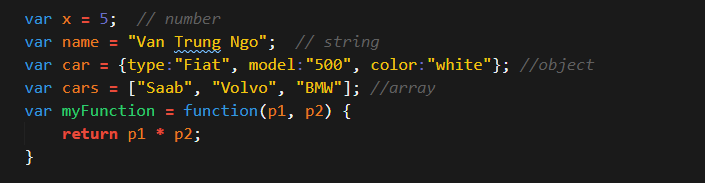 var x = 5;  // number
var name = "Van Trung Ngo";  // string
var car = {type:"Fiat", model:"500", color:"white"}; //object
var cars = ["Saab", "Volvo", "BMW"]; //array
var myFunction = function(p1, p2) {
    return p1 * p2;
}